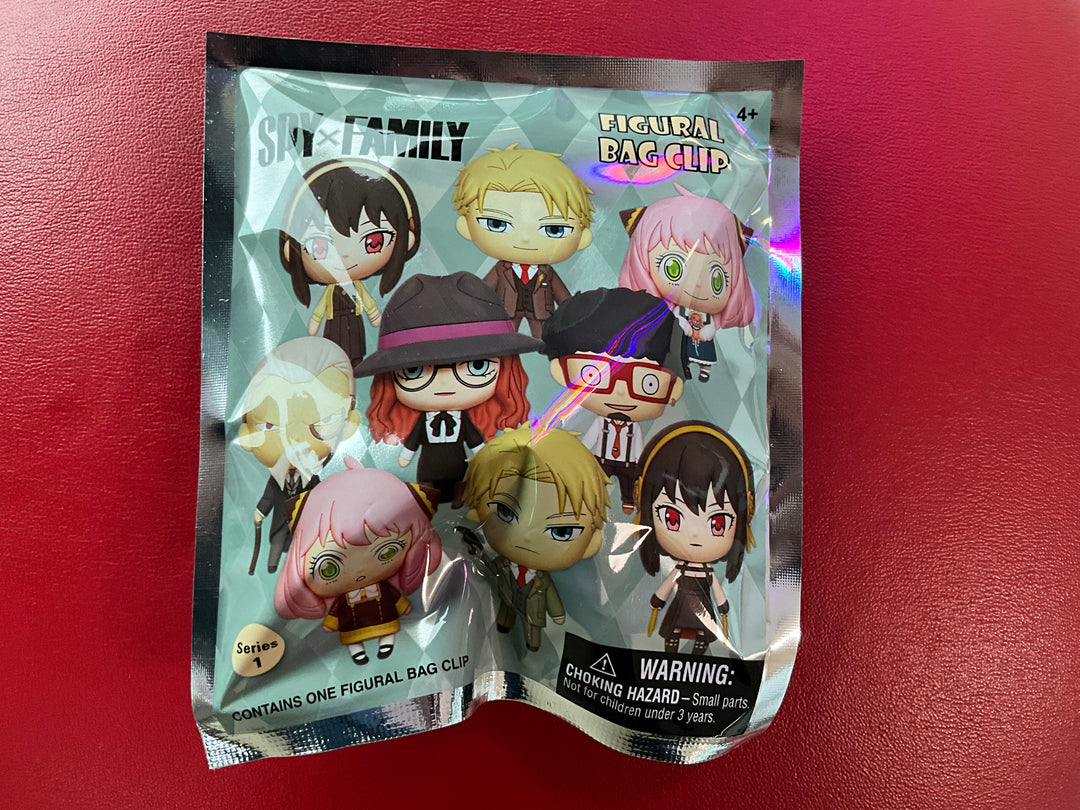 SPY×FAMILY
FIGURAL
BAG CLIP
4+
Series
1
CONTAINS ONE FIGURAL BAG CLIP
WARNING:
CHOKING HAZARD – Small parts.
Not for children under 3 years.